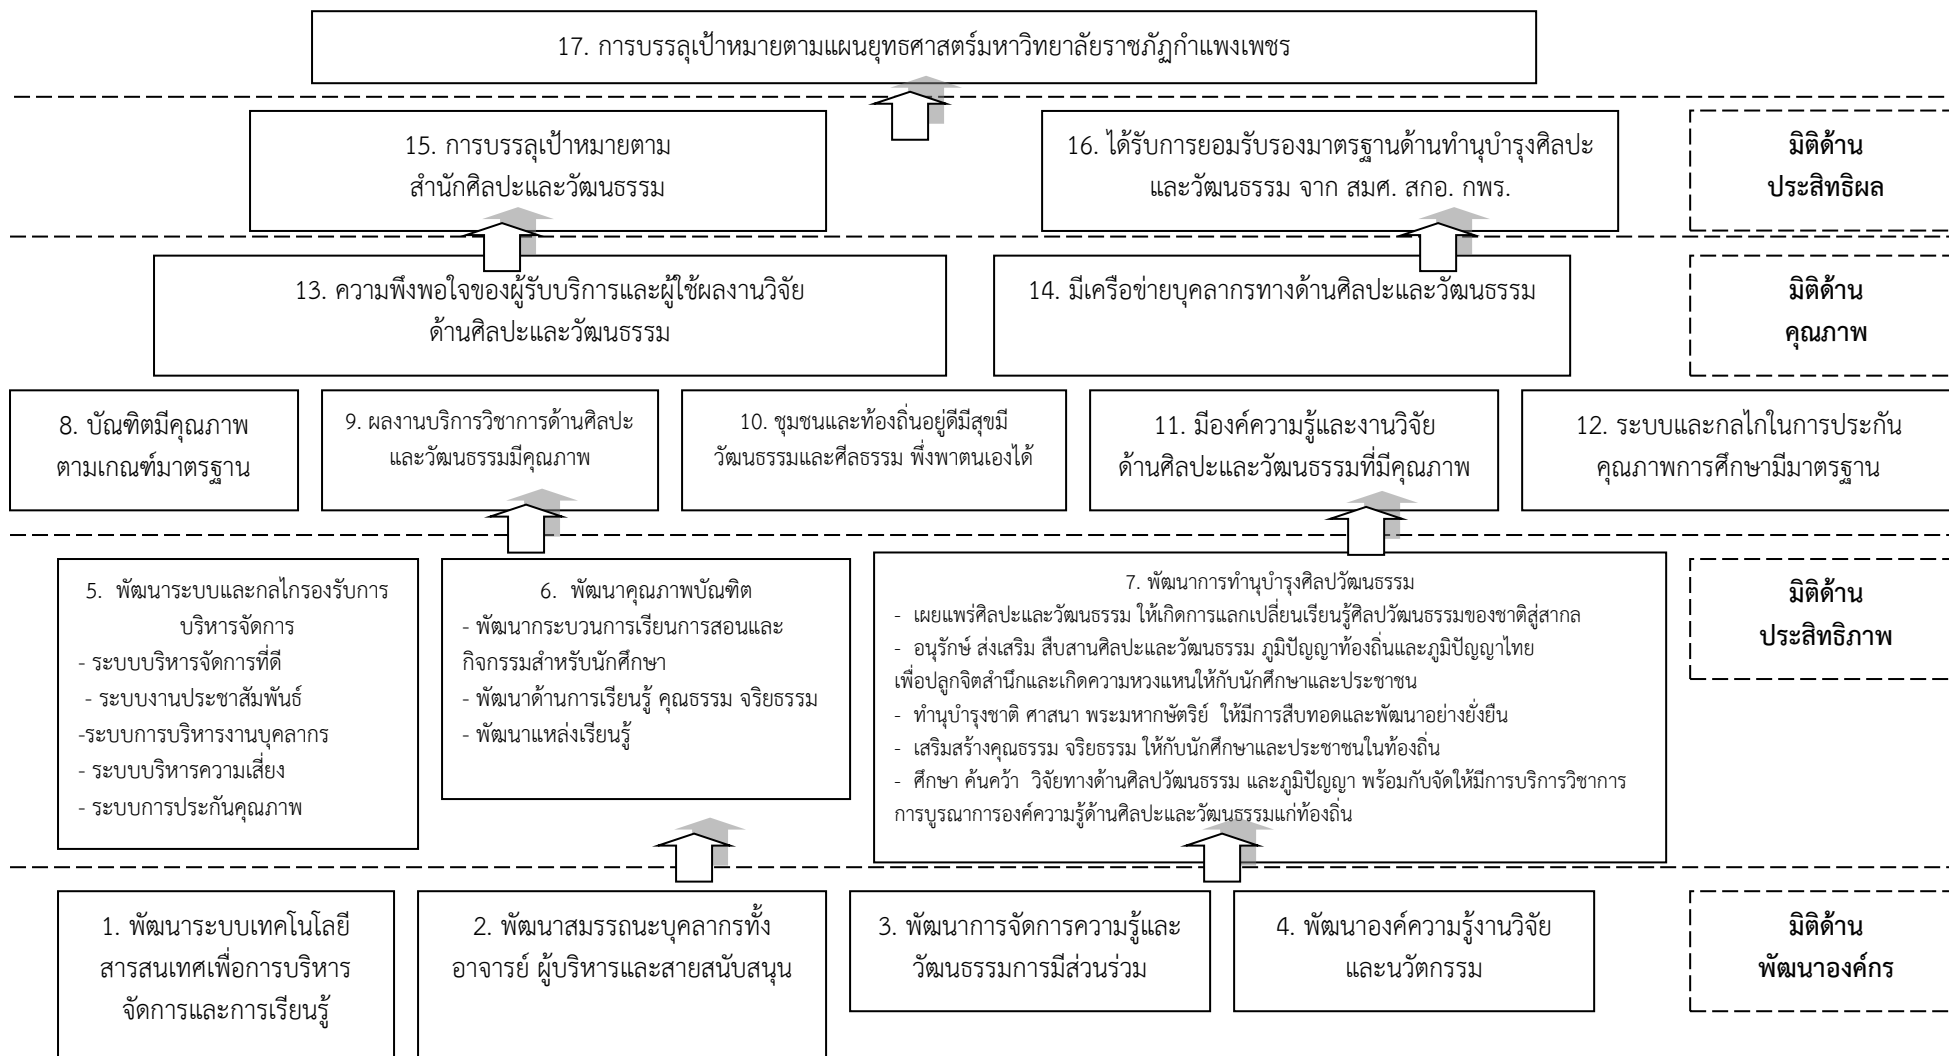 17. การบรรลุเป้าหมายตามแผนยุทธศาสตร์มหาวิทยาลัยราชภัฏกำแพงเพชร
15. การบรรลุเป้าหมายตาม
สำนักศิลปะและวัฒนธรรม
16. ได้รับการยอมรับรองมาตรฐานด้านทำนุบำรุงศิลปะ
และวัฒนธรรม จาก สมศ. สกอ. กพร.
มิติด้าน
ประสิทธิผล
13. ความพึงพอใจของผู้รับบริการและผู้ใช้ผลงานวิจัย
ด้านศิลปะและวัฒนธรรม
14. มีเครือข่ายบุคลากรทางด้านศิลปะและวัฒนธรรม
มิติด้าน
คุณภาพ
8. บัณฑิตมีคุณภาพ
ตามเกณฑ์มาตรฐาน
9. ผลงานบริการวิชาการด้านศิลปะ
และวัฒนธรรมมีคุณภาพ
10. ชุมชนและท้องถิ่นอยู่ดีมีสุขมี
วัฒนธรรมและศีลธรรม พึ่งพาตนเองได้
11. มีองค์ความรู้และงานวิจัย
ด้านศิลปะและวัฒนธรรมที่มีคุณภาพ
12. ระบบและกลไกในการประกัน
คุณภาพการศึกษามีมาตรฐาน
5. พัฒนาระบบและกลไกรองรับการ
บริหารจัดการ
- ระบบบริหารจัดการที่ดี
- ระบบงานประชาสัมพันธ์
-ระบบการบริหารงานบุคลากร
- ระบบบริหารความเสี่ยง
- ระบบการประกันคุณภาพ
6. พัฒนาคุณภาพบัณฑิต
- พัฒนากระบวนการเรียนการสอนและ
กิจกรรมสำหรับนักศึกษา
- พัฒนาด้านการเรียนรู้ คุณธรรม จริยธรรม
- พัฒนาแหล่งเรียนรู้
7. พัฒนาการทำนุบำรุงศิลปวัฒนธรรม
- เผยแพร่ศิลปะและวัฒนธรรม ให้เกิดการแลกเปลี่ยนเรียนรู้ศิลปวัฒนธรรมของชาติสู่สากล
- อนุรักษ์ ส่งเสริม สืบสานศิลปะและวัฒนธรรม ภูมิปัญญาท้องถิ่นและภูมิปัญญาไทย
เพื่อปลูกจิตสำนึกและเกิดความหวงแหนให้กับนักศึกษาและประชาชน
- ทำนุบำรุงชาติ ศาสนา พระมหากษัตริย์ ให้มีการสืบทอดและพัฒนาอย่างยั่งยืน
- เสริมสร้างคุณธรรม จริยธรรม ให้กับนักศึกษาและประชาชนในท้องถิ่น
- ศึกษา ค้นคว้า วิจัยทางด้านศิลปวัฒนธรรม และภูมิปัญญา พร้อมกับจัดให้มีการบริการวิชาการ
การบูรณาการองค์ความรู้ด้านศิลปะและวัฒนธรรมแก่ท้องถิ่น
มิติด้าน
ประสิทธิภาพ
1. พัฒนาระบบเทคโนโลยี
สารสนเทศเพื่อการบริหาร
จัดการและการเรียนรู้
2. พัฒนาสมรรถนะบุคลากรทั้ง
อาจารย์ ผู้บริหารและสายสนับสนุน
3. พัฒนาการจัดการความรู้และ
วัฒนธรรมการมีส่วนร่วม
4. พัฒนาองค์ความรู้งานวิจัย
และนวัตกรรม
มิติด้าน
พัฒนาองค์กร